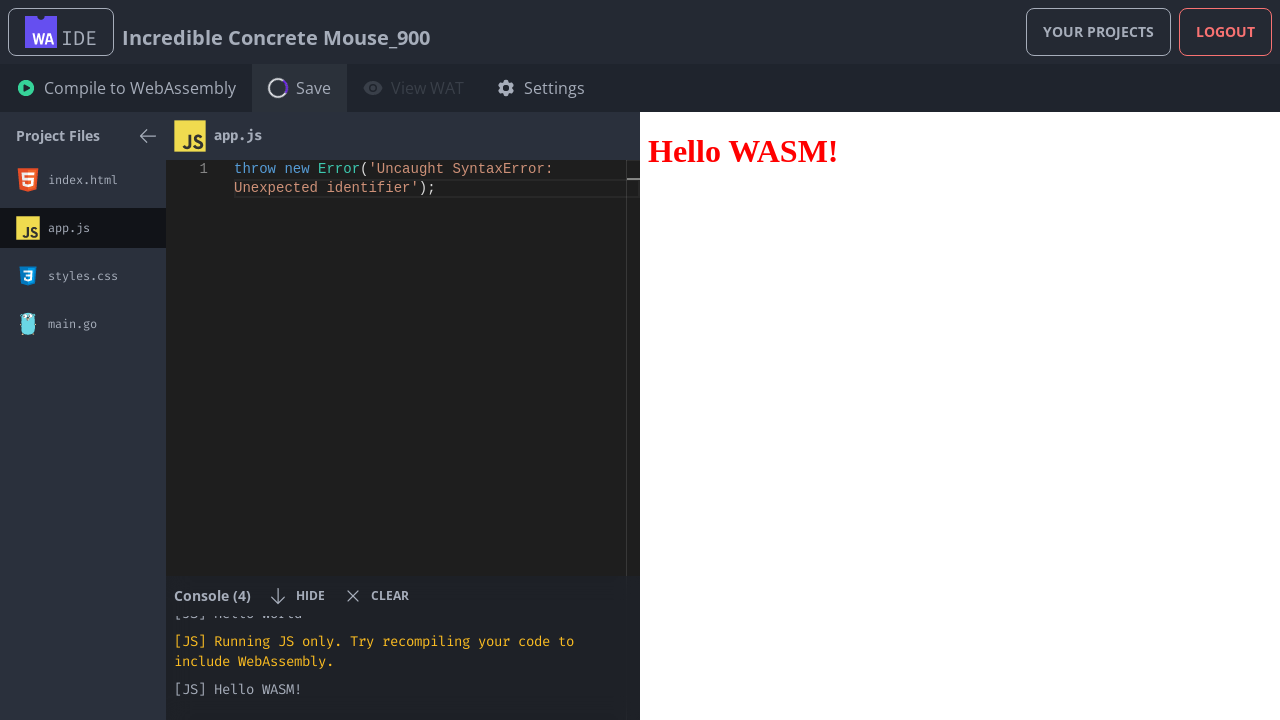 WA IDE
Incredible Concrete Mouse_900
YOUR PROJECTS
LOGOUT
Compile to WebAssembly
Save
View WAT
Settings
Project Files
index.html
app.js
styles.css
main.go
JS app.js
1 throw new Error('Uncaught SyntaxError:
Unexpected identifier');
Console (4)
HIDE
CLEAR
[JS] Hello World
[JS] Running JS only. Try recompiling your code to
include WebAssembly.
[JS] Hello WASM!
Hello WASM!